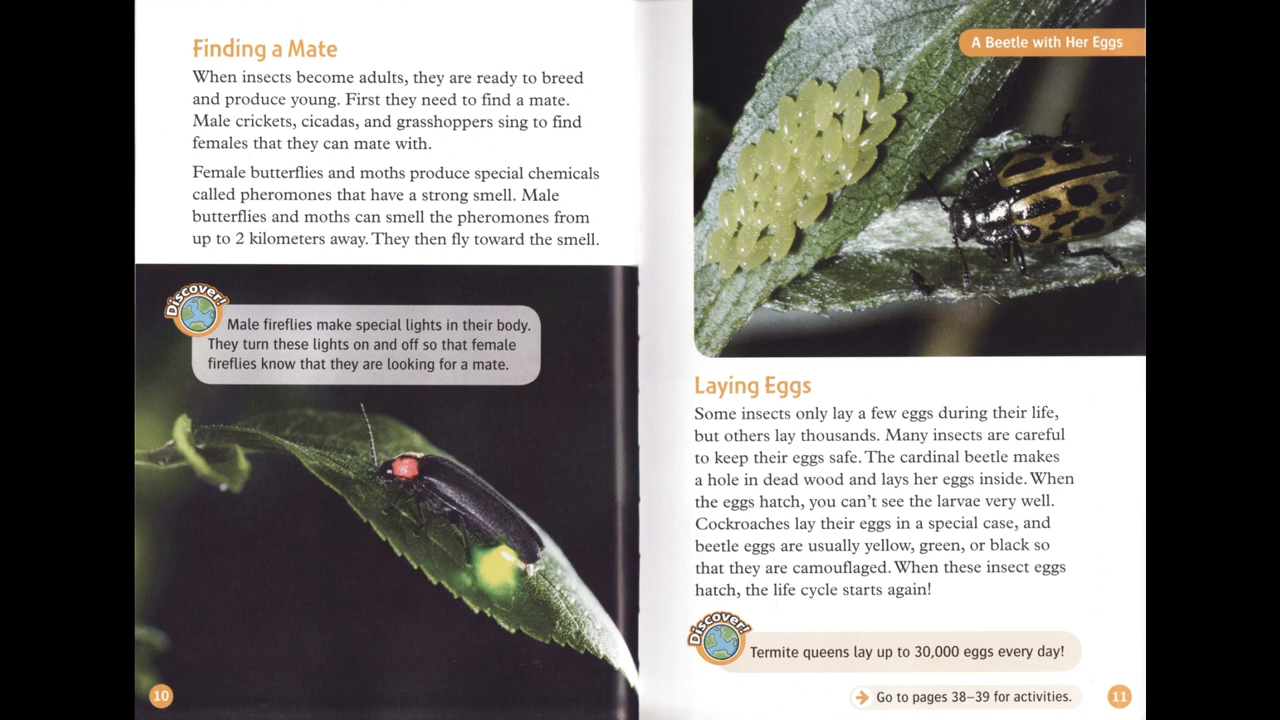 Finding a Mate
When insects become adults, they are ready to breed
and produce young. First they need to find a mate.
Male crickets, cicadas, and grasshoppers sing to find
females that they can mate with.
Female butterflies and moths produce special chemicals
called pheromones that have a strong smell. Male
butterflies and moths can smell the pheromones from
up to 2 kilometers away. They then fly toward the smell.
Discover!
Male fireflies make special lights in their body.
They turn these lights on and off so that female
fireflies know that they are looking for a mate.
10
A Beetle with Her Eggs
Laying Eggs
Some insects only lay a few eggs during their life,
but others lay thousands. Many insects are careful
to keep their eggs safe. The cardinal beetle makes
a hole in dead wood and lays her eggs inside. When
the eggs hatch, you can't see the larvae very well.
Cockroaches lay their eggs in a special case, and
beetle eggs are usually yellow, green, or black so
that they are camouflaged. When these insect eggs
hatch, the life cycle starts again!
Discover!
Termite queens lay up to 30,000 eggs every day!
Go to pages 38–39 for activities.
11